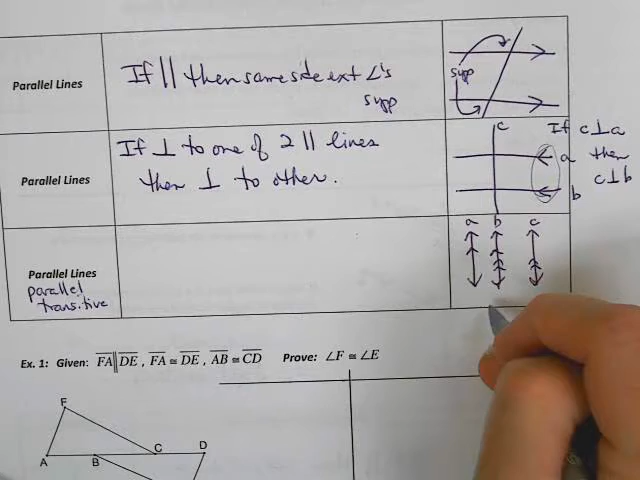 Parallel Lines
If || then same side ext ∠'s
supp
supp
Parallel Lines
If ⊥ to one of 2 || lines
then ⊥ to other.
c
a
b
If c⊥a
then
c⊥b
Parallel Lines
parallel
transitive
a b c
Ex. 1: Given: FA || DE , FA ≅ DE , AB ≅ CD Prove: ∠F ≅ ∠E
F
A B C D